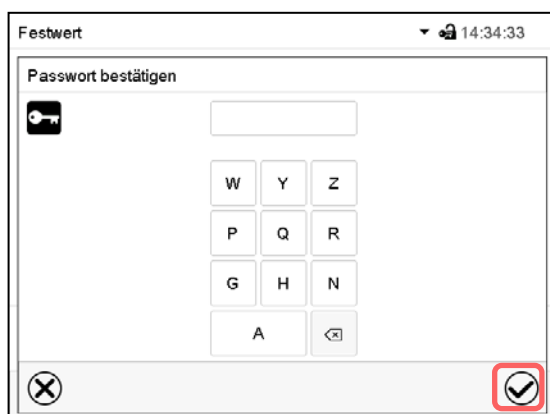 Festwert 14:34:33
Passwort bestätigen
W Y Z
P Q R
G H N
A